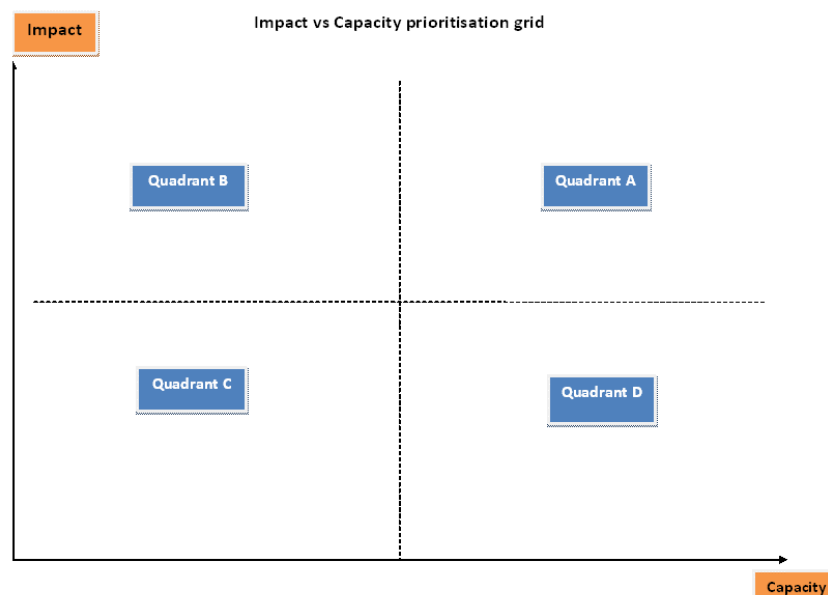 Impact
Impact vs Capacity prioritisation grid
Quadrant B
Quadrant A
Quadrant C
Quadrant D
Capacity